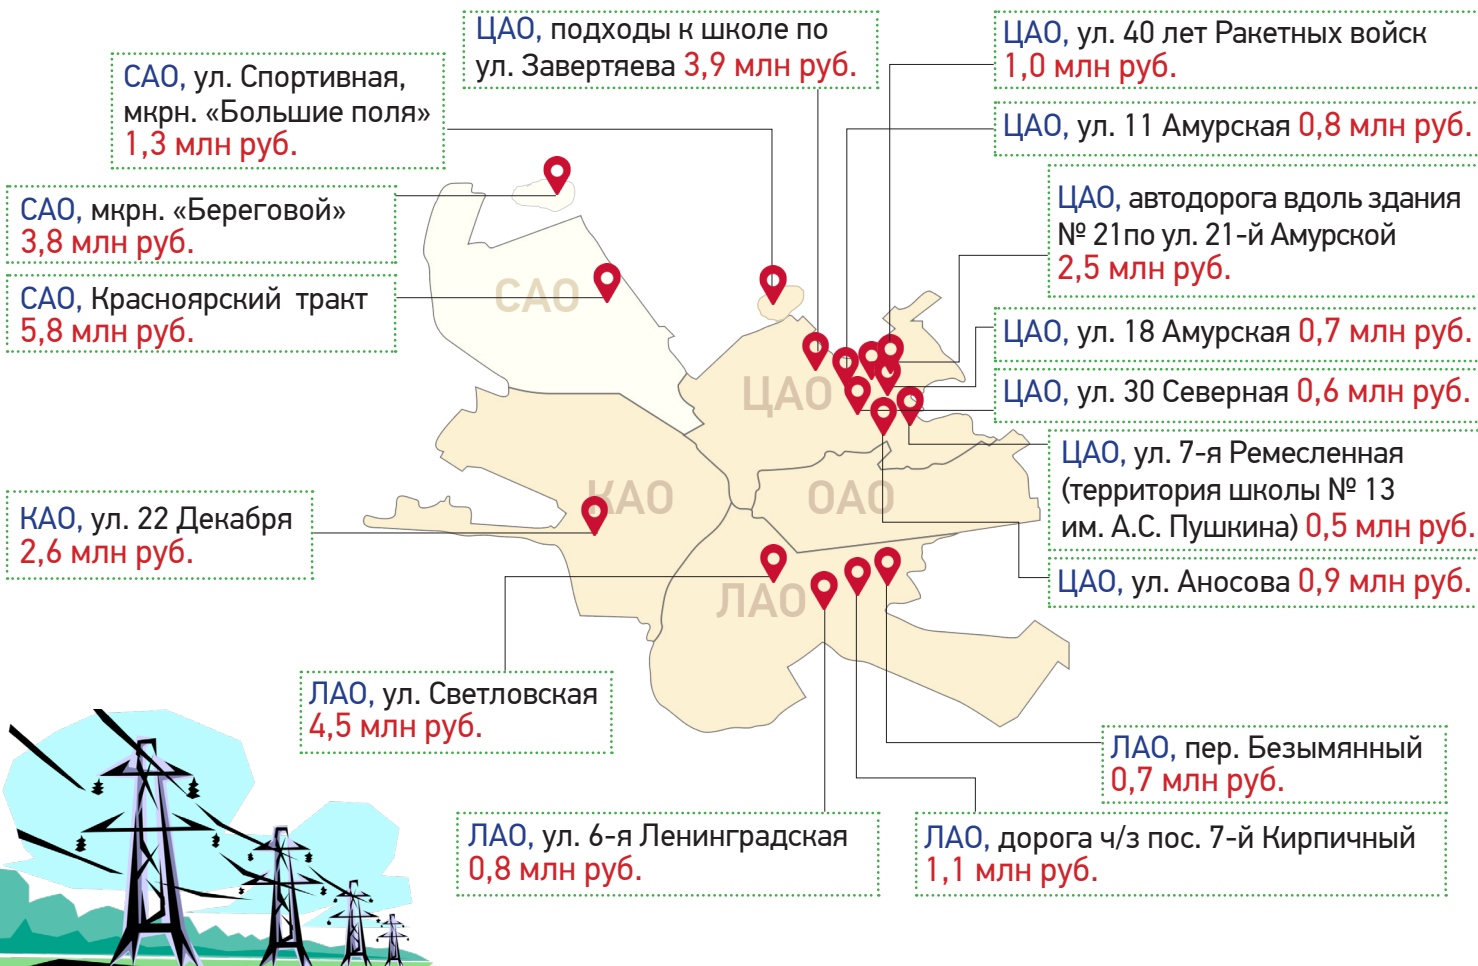 ЦАО, подходы к школе по
ул. Завертяева 3,9 млн руб.
ЦАО, ул. 40 лет Ракетных войск
1,0 млн руб.
САО, ул. Спортивная,
мкрн. «Большие поля»
1,3 млн руб.
ЦАО, ул. 11 Амурская 0,8 млн руб.
САО, мкрн. «Береговой»
3,8 млн руб.
ЦАО, автодорога вдоль здания
№ 21по ул. 21-й Амурской
2,5 млн руб.
САО, Красноярский тракт
5,8 млн руб.
ЦАО, ул. 18 Амурская 0,7 млн руб.
ЦАО, ул. 30 Северная 0,6 млн руб.
ЦАО, ул. 7-я Ремесленная
(территория школы № 13
им. А.С. Пушкина) 0,5 млн руб.
КАО, ул. 22 Декабря
2,6 млн руб.
ЦАО, ул. Аносова 0,9 млн руб.
САО
ЦАО
КАО
ОАО
ЛАО
ЛАО, ул. Светловская
4,5 млн руб.
ЛАО, пер. Безымянный
0,7 млн руб.
ЛАО, ул. 6-я Ленинградская
0,8 млн руб.
ЛАО, дорога ч/з пос. 7-й Кирпичный
1,1 млн руб.